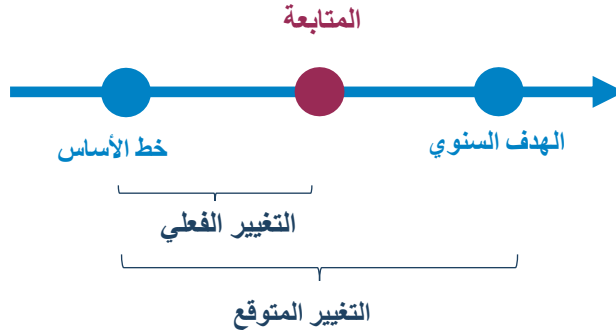 المتابعة
خط الأساس
الهدف السنوي
التغيير الفعلي
التغيير المتوقع